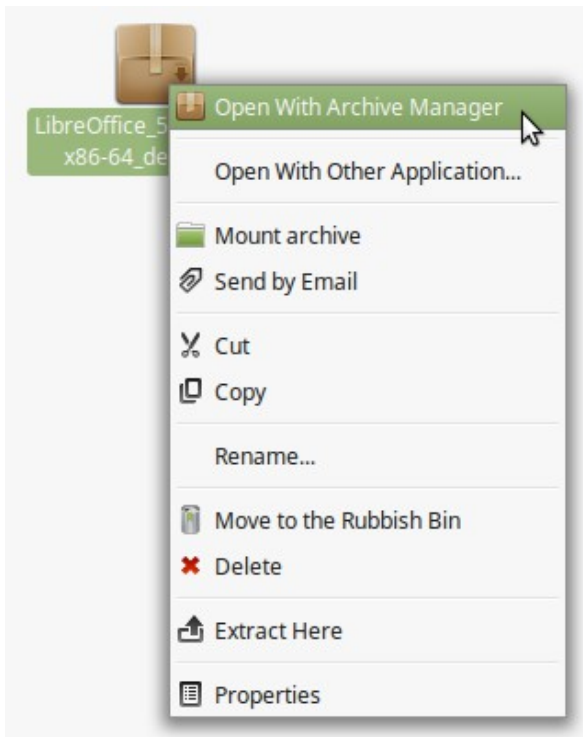 LibreOffice_5
x86-64_de
Open With Archive Manager
Open With Other Application...
Mount archive
Send by Email
Cut
Copy
Rename...
Move to the Rubbish Bin
Delete
Extract Here
Properties